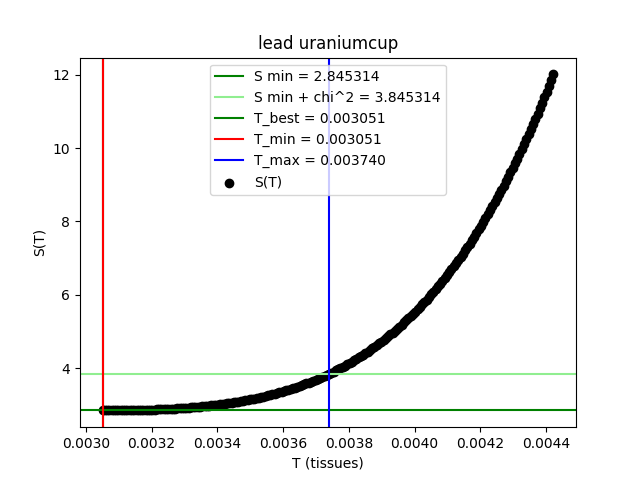 lead uraniumcup
S min = 2.845314
S min + chi^2 = 3.845314
T_best = 0.003051
T_min = 0.003051
T_max = 0.003740
S(T)
S(T)
12
10
8
6
4
0.0030 0.0032 0.0034 0.0036 0.0038 0.0040 0.0042 0.0044
T (tissues)